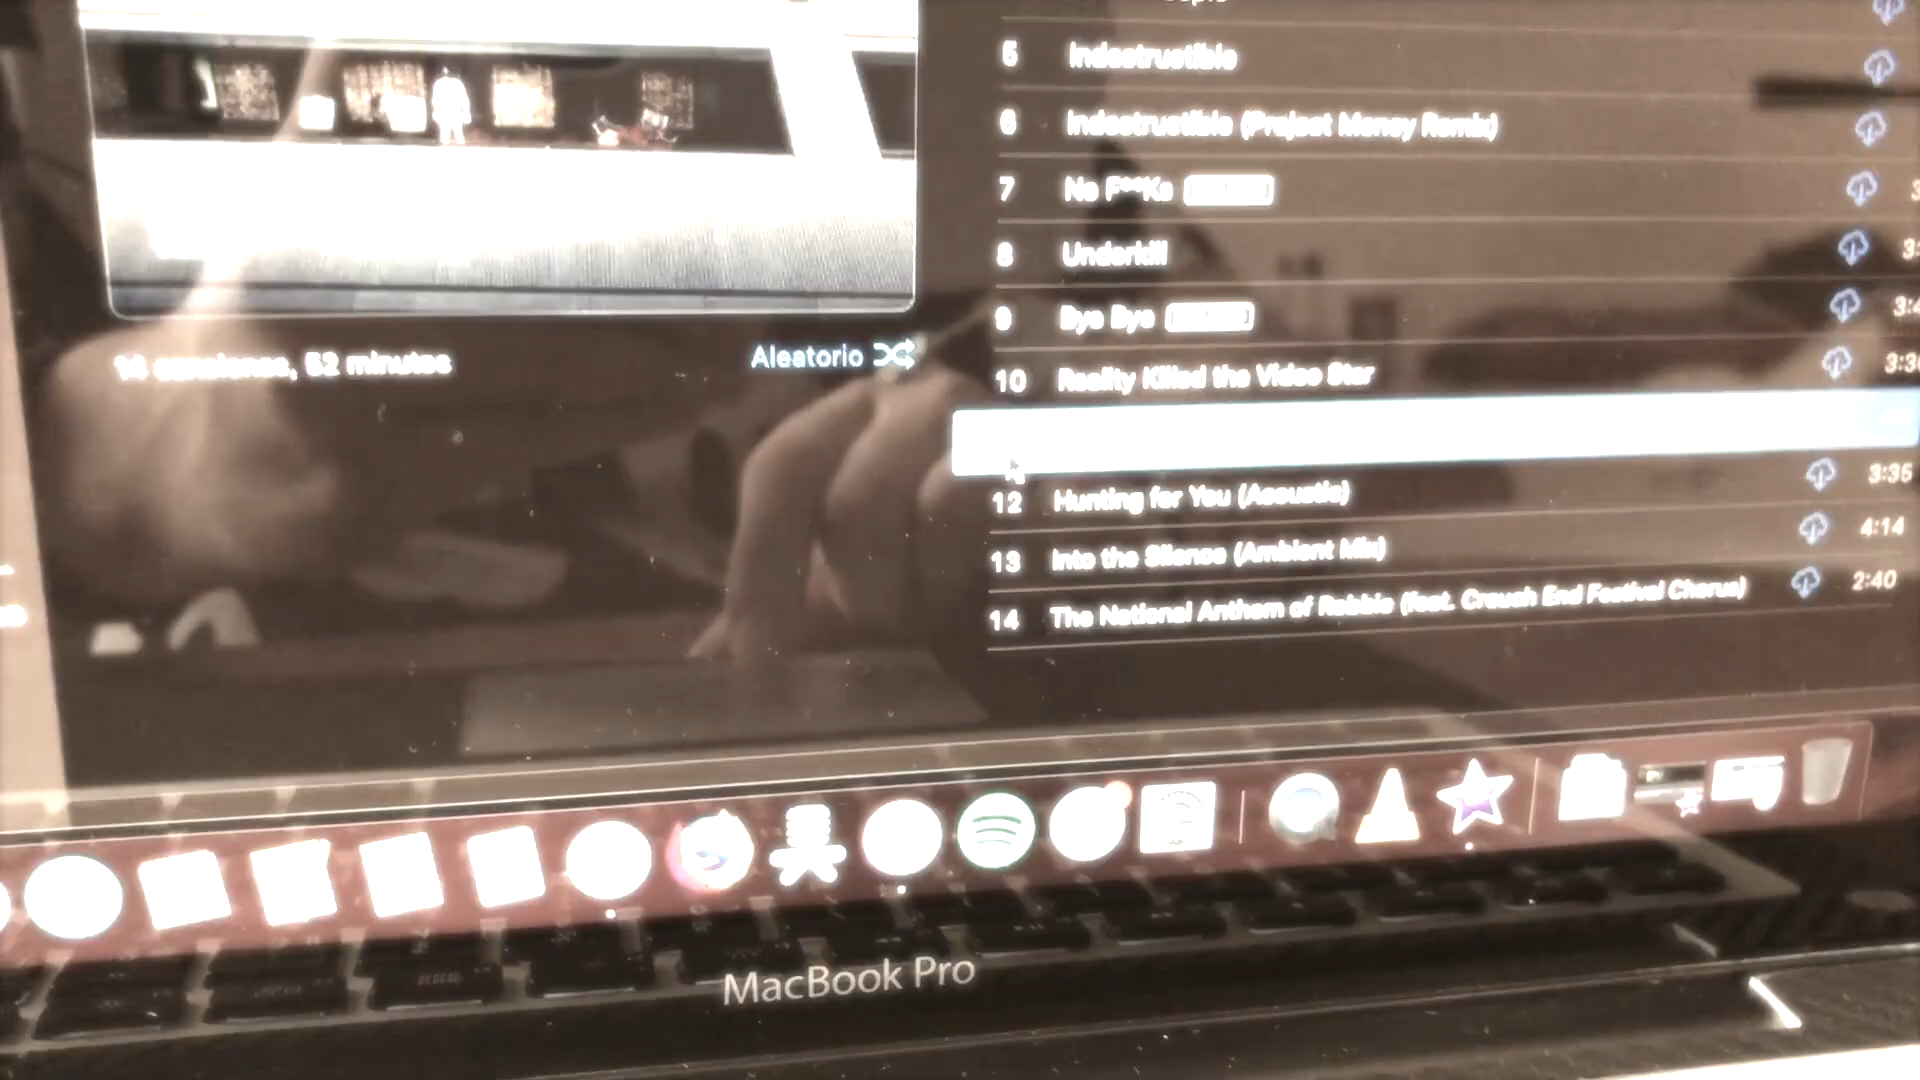 5 Indestructible
6 Indestructible (Project Money Remix)
7 No F**Ks
8 Underkill
9 Bye Bye
10 Reality Killed the Video Star
12 Hunting for You (Acoustic) 3:35
13 Into the Silence (Ambient Mix) 4:14
14 The National Anthem of Robbie (feat. Crouch End Festival Chorus) 2:40
14 canciones, 52 minutos
Aleatorio
MacBook Pro